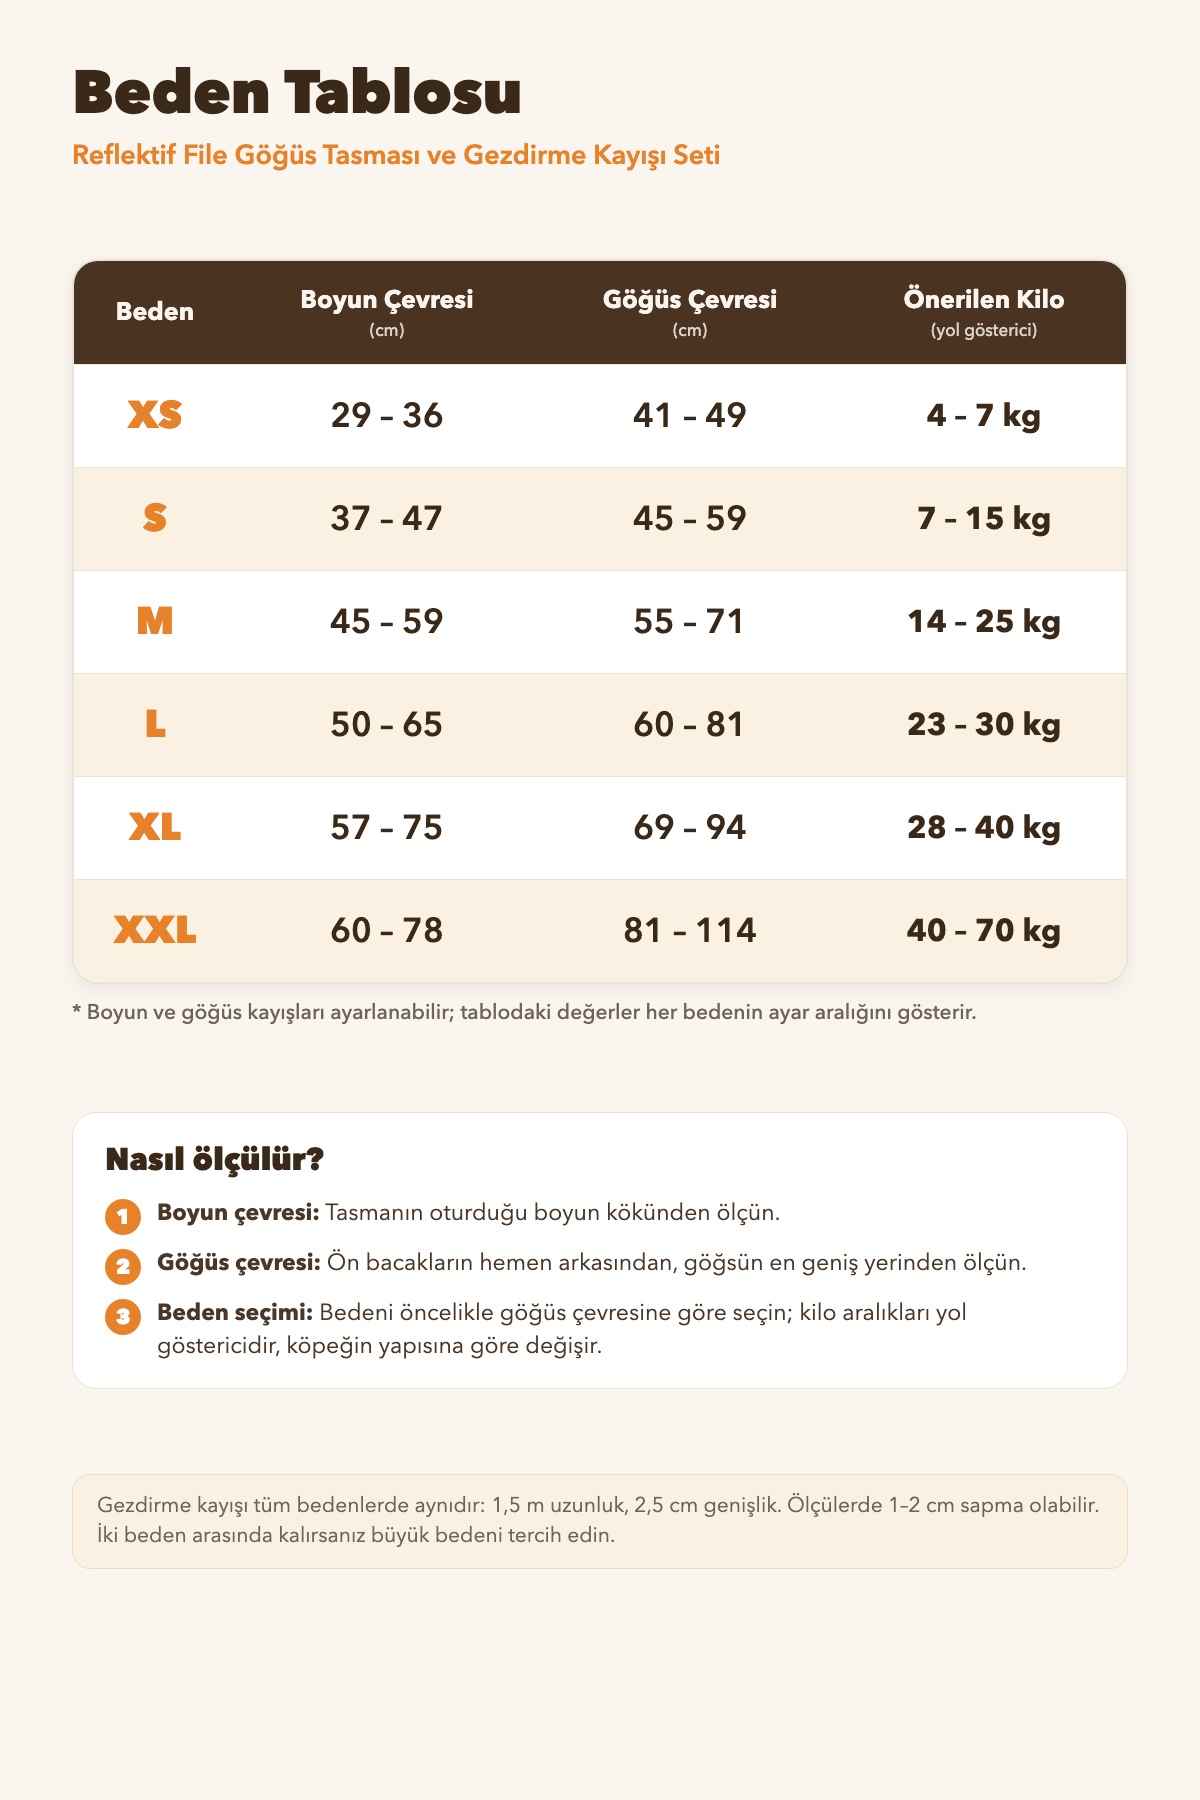 Beden Tablosu
Reflektif File Göğüs Tasması ve Gezdirme Kayışı Seti
Beden Boyun Çevresi (cm) Göğüs Çevresi (cm) Önerilen Kilo (yol gösterici)
XS 29 – 36 41 – 49 4 – 7 kg
S 37 – 47 45 – 59 7 – 15 kg
M 45 – 59 55 – 71 14 – 25 kg
L 50 – 65 60 – 81 23 – 30 kg
XL 57 – 75 69 – 94 28 – 40 kg
XXL 60 – 78 81 – 114 40 – 70 kg
* Boyun ve göğüs kayışları ayarlanabilir; tablodaki değerler her bedenin ayar aralığını gösterir.
Nasıl ölçülür?
1 Boyun çevresi: Tasmanın oturduğu boyun kökünden ölçün.
2 Göğüs çevresi: Ön bacakların hemen arkasından, göğsün en geniş yerinden ölçün.
3 Beden seçimi: Bedeni öncelikle göğüs çevresine göre seçin; kilo aralıkları yol
göstericidir, köpeğin yapısına göre değişir.
Gezdirme kayışı tüm bedenlerde aynıdır: 1,5 m uzunluk, 2,5 cm genişlik. Ölçülerde 1–2 cm sapma olabilir.
İki beden arasında kalırsanız büyük bedeni tercih edin.